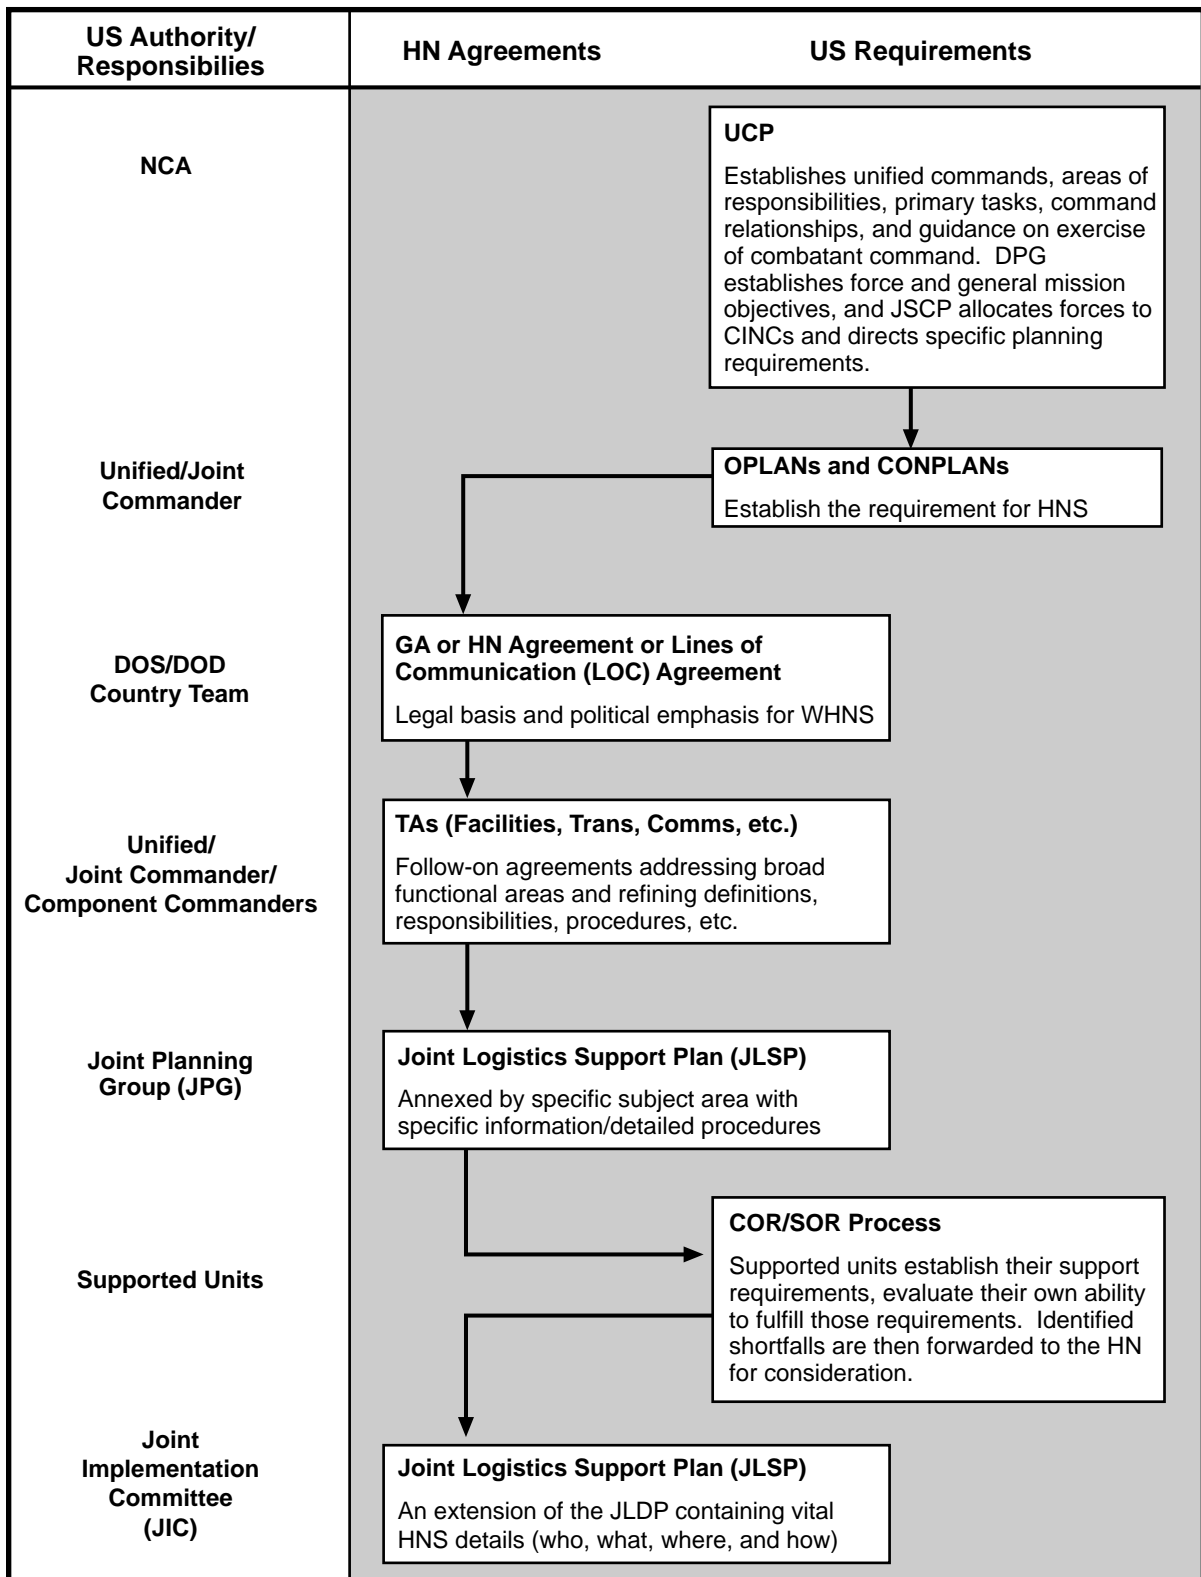 US Authority/
Responsibilies
HN Agreements
US Requirements
NCA
UCP
Establishes unified commands, areas of
responsibilities, primary tasks, command
relationships, and guidance on exercise
of combatant command.  DPG
establishes force and general mission
objectives, and JSCP allocates forces to
CINCs and directs specific planning
requirements.
Unified/Joint
Commander
OPLANs and CONPLANs
Establish the requirement for HNS
DOS/DOD
Country Team
GA or HN Agreement or Lines of
Communication (LOC) Agreement
Legal basis and political emphasis for WHNS
Unified/
Joint Commander/
Component Commanders
TAs (Facilities, Trans, Comms, etc.)
Follow-on agreements addressing broad
functional areas and refining definitions,
responsibilities, procedures, etc.
Joint Planning
Group (JPG)
Joint Logistics Support Plan (JLSP)
Annexed by specific subject area with
specific information/detailed procedures
Supported Units
COR/SOR Process
Supported units establish their support
requirements, evaluate their own ability
to fulfill those requirements.  Identified
shortfalls are then forwarded to the HN
for consideration.
Joint
Implementation
Committee
(JIC)
Joint Logistics Support Plan (JLSP)
An extension of the JLDP containing vital
HNS details (who, what, where, and how)